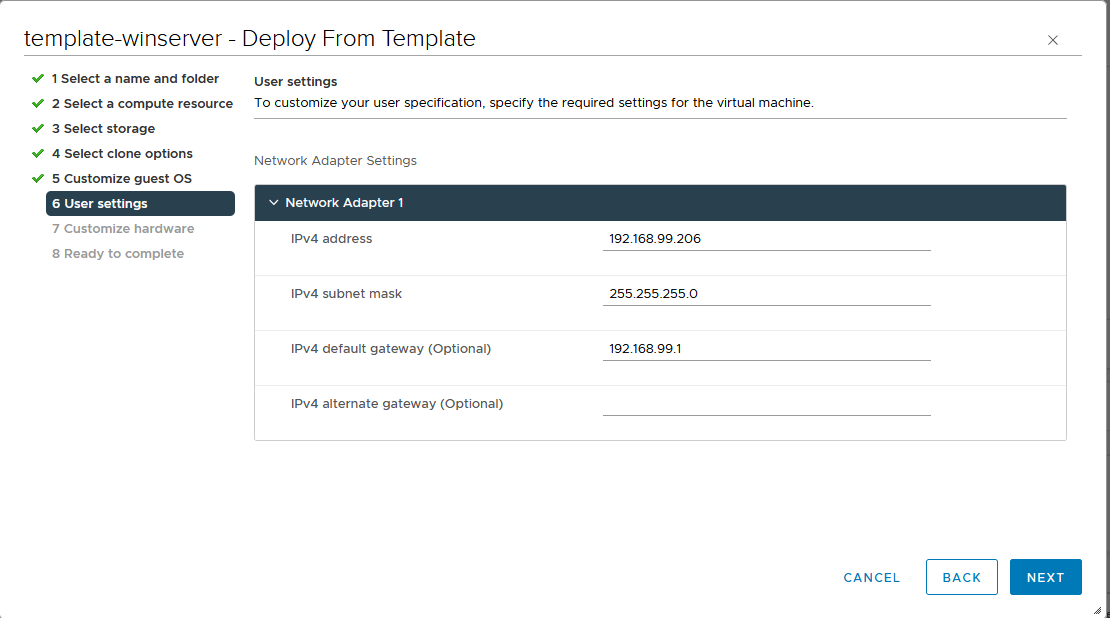 template-winserver - Deploy From Template
1 Select a name and folder
2 Select a compute resource
3 Select storage
4 Select clone options
5 Customize guest OS
6 User settings
7 Customize hardware
8 Ready to complete
User settings
To customize your user specification, specify the required settings for the virtual machine.
Network Adapter Settings
Network Adapter 1
IPv4 address 192.168.99.206
IPv4 subnet mask 255.255.255.0
IPv4 default gateway (Optional) 192.168.99.1
IPv4 alternate gateway (Optional)
CANCEL BACK NEXT